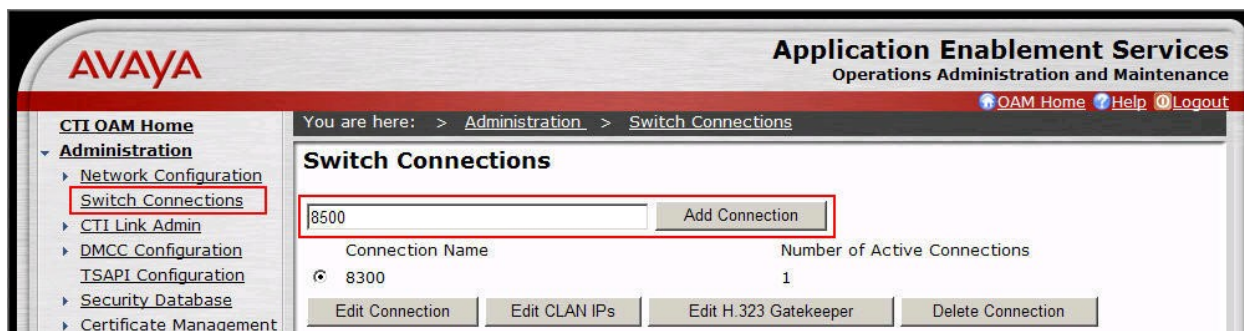 AVAYA
Application Enablement Services
Operations Administration and Maintenance
OAM Home Help Logout
CTI OAM Home
You are here: > Administration > Switch Connections
Administration
Network Configuration
Switch Connections
CTI Link Admin
DMCC Configuration
TSAPI Configuration
Security Database
Certificate Management
Switch Connections
8500 Add Connection
Connection Name Number of Active Connections
8300 1
Edit Connection Edit CLAN IPs Edit H.323 Gatekeeper Delete Connection